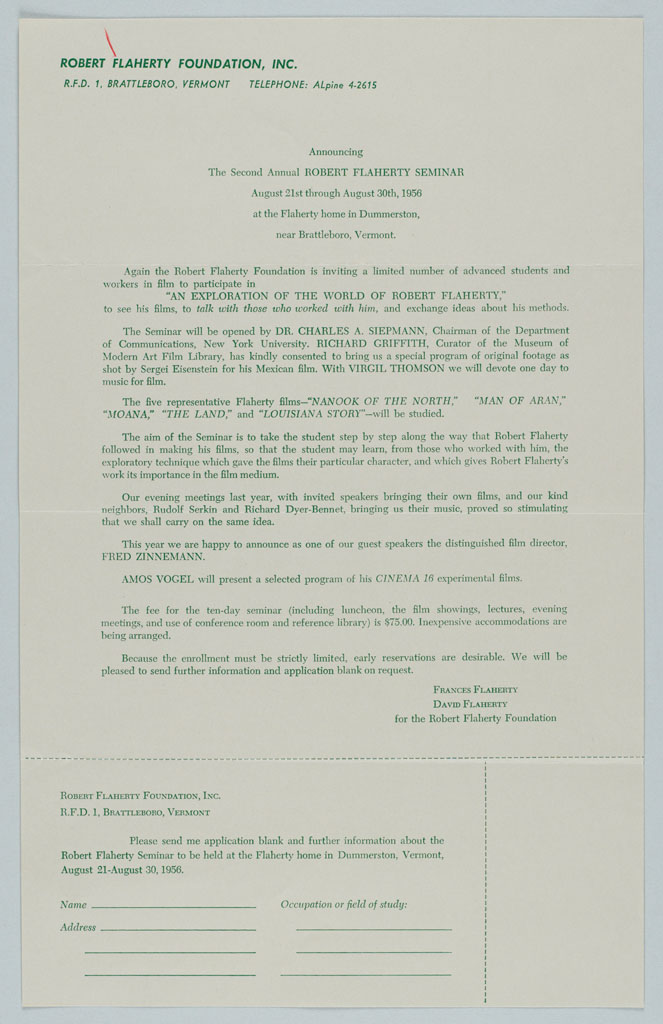 ROBERT FLAHERTY FOUNDATION, INC.
R.F.D. 1, BRATTLEBORO, VERMONT TELEPHONE: ALpine 4-2615
Announcing
The Second Annual ROBERT FLAHERTY SEMINAR
August 21st through August 30th, 1956
at the Flaherty home in Dummerston,
near Brattleboro, Vermont.
Again the Robert Flaherty Foundation is inviting a limited number of advanced students and
workers in film to participate in
"AN EXPLORATION OF THE WORLD OF ROBERT FLAHERTY,"
to see his films, to talk with those who worked with him, and exchange ideas about his methods.
The Seminar will be opened by DR. CHARLES A. SIEPMANN, Chairman of the Department
of Communications, New York University. RICHARD GRIFFITH, Curator of the Museum of
Modern Art Film Library, has kindly consented to bring us a special program of original footage as
shot by Sergei Eisenstein for his Mexican film. With VIRGIL THOMSON we will devote one day to
music for film.
The five representative Flaherty films—"NANOOK OF THE NORTH," "MAN OF ARAN,"
"MOANA," "THE LAND," and "LOUISIANA STORY"—will be studied.
The aim of the Seminar is to take the student step by step along the way that Robert Flaherty
followed in making his films, so that the student may learn, from those who worked with him, the
exploratory technique which gave the films their particular character, and which gives Robert Flaherty's
work its importance in the film medium.
Our evening meetings last year, with invited speakers bringing their own films, and our kind
neighbors, Rudolf Serkin and Richard Dyer-Bennet, bringing us their music, proved so stimulating
that we shall carry on the same idea.
This year we are happy to announce as one of our guest speakers the distinguished film director,
FRED ZINNEMANN.
AMOS VOGEL will present a selected program of his CINEMA 16 experimental films.
The fee for the ten-day seminar (including luncheon, the film showings, lectures, evening
meetings, and use of conference room and reference library) is $75.00. Inexpensive accommodations are
being arranged.
Because the enrollment must be strictly limited, early reservations are desirable. We will be
pleased to send further information and application blank on request.
FRANCES FLAHERTY
DAVID FLAHERTY
for the Robert Flaherty Foundation
ROBERT FLAHERTY FOUNDATION, INC.
R.F.D. 1, BRATTLEBORO, VERMONT
Please send me application blank and further information about the
Robert Flaherty Seminar to be held at the Flaherty home in Dummerston, Vermont,
August 21-August 30, 1956.
Name Occupation or field of study:
Address